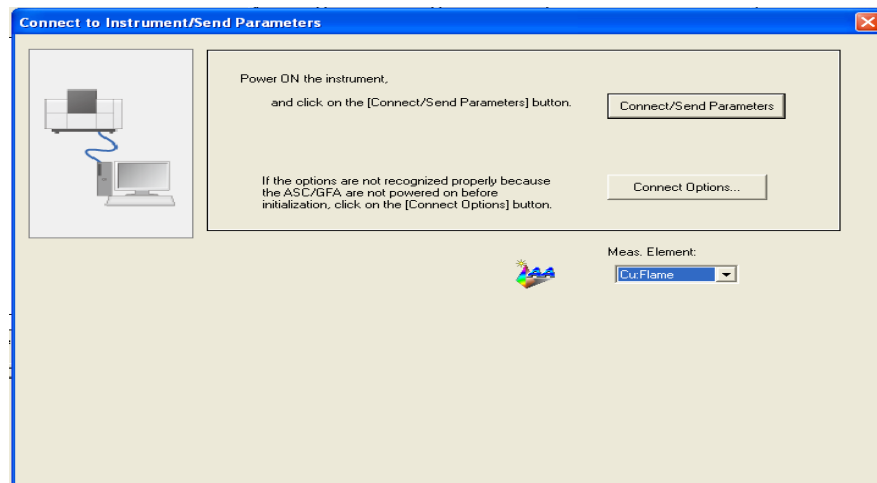 Connect to Instrument/Send Parameters
Power ON the instrument,
and click on the [Connect/Send Parameters] button.
Connect/Send Parameters
If the options are not recognized properly because
the ASC/GFA are not powered on before
initialization, click on the [Connect Options] button.
Connect Options...
Meas. Element:
AA
Cu:Flame